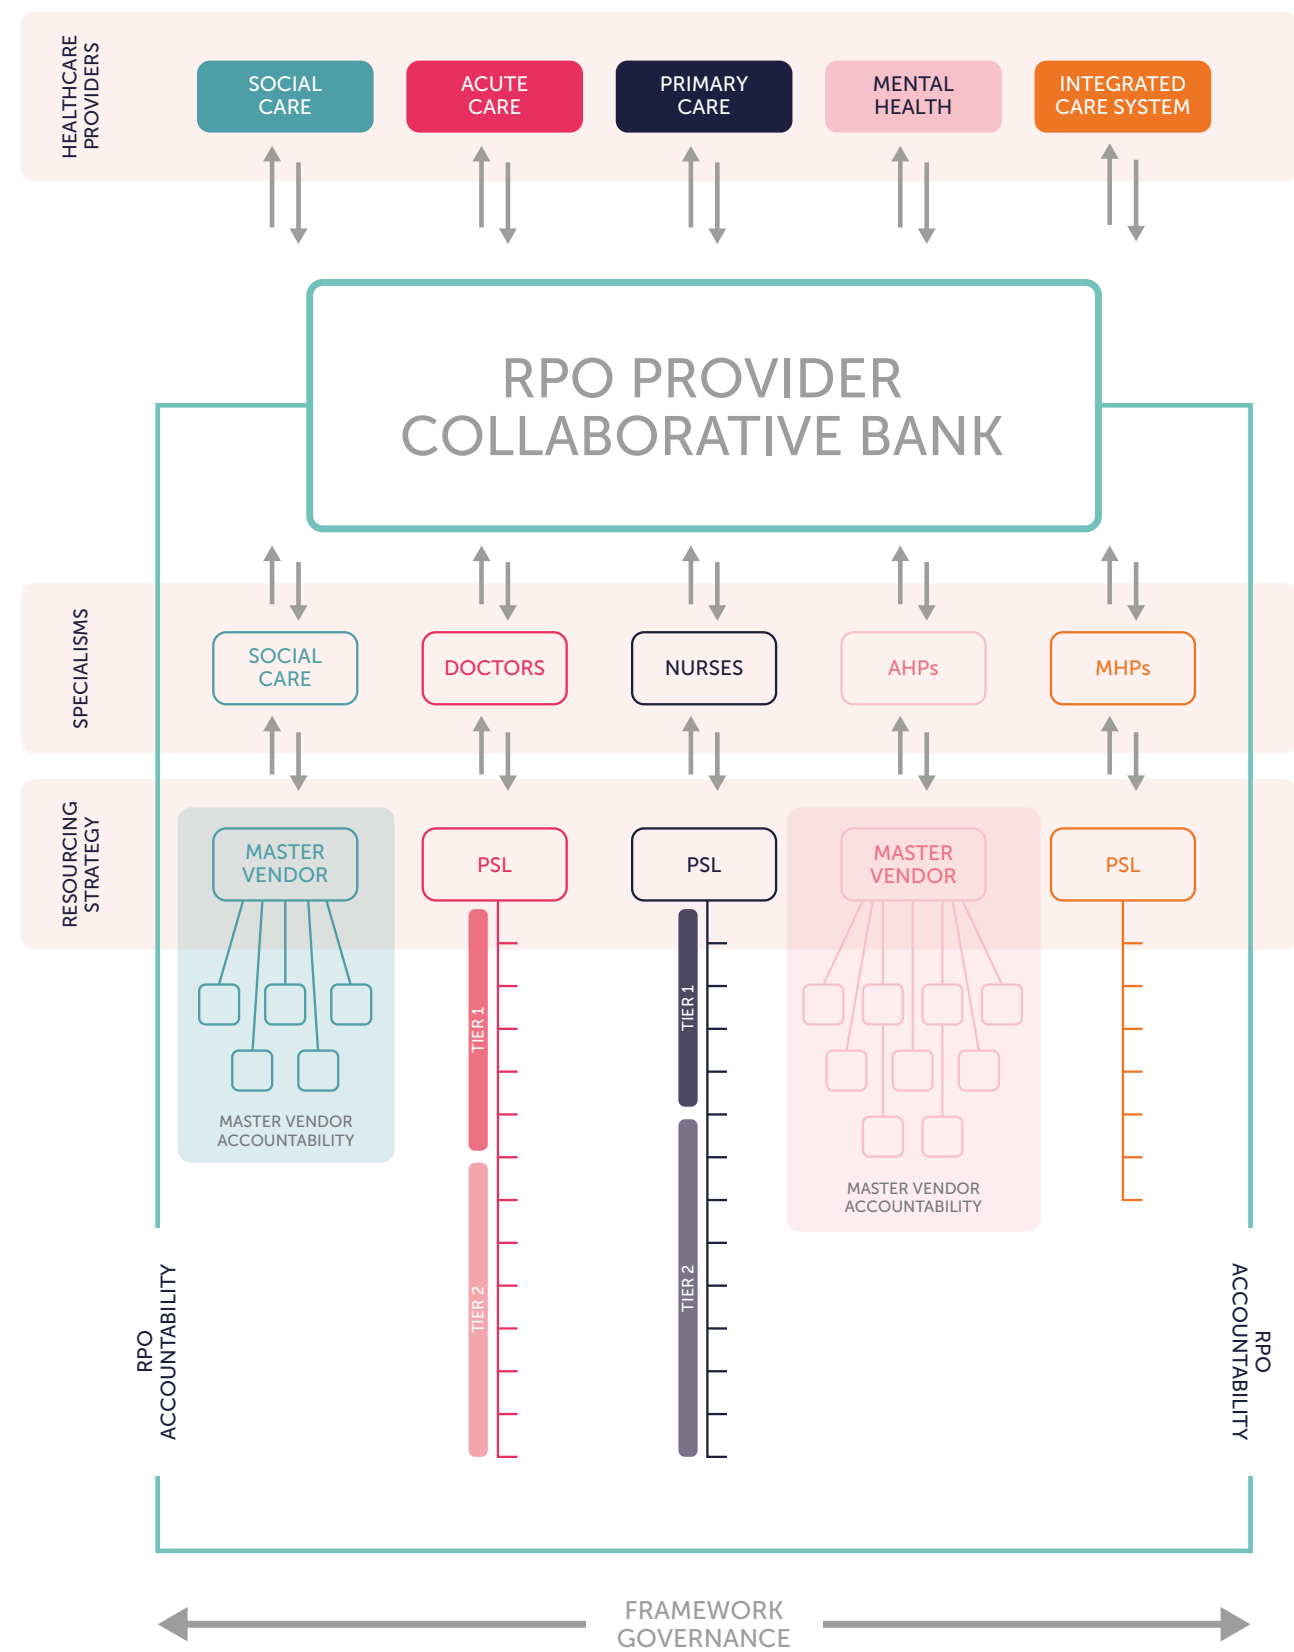 HEALTHCARE
PROVIDERS
SOCIAL
CARE
ACUTE
CARE
PRIMARY
CARE
MENTAL
HEALTH
INTEGRATED
CARE SYSTEM
RPO PROVIDER
COLLABORATIVE BANK
SPECIALISMS
SOCIAL
CARE
DOCTORS
NURSES
AHPs
MHPs
RESOURCING
STRATEGY
MASTER
VENDOR
PSL
PSL
MASTER
VENDOR
PSL
TIER 1
TIER 1
MASTER VENDOR
ACCOUNTABILITY
MASTER VENDOR
ACCOUNTABILITY
TIER 2
TIER 2
RPO
ACCOUNTABILITY
RPO
ACCOUNTABILITY
FRAMEWORK
GOVERNANCE